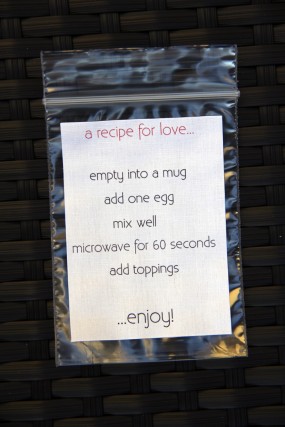 a recipe for love...
empty into a mug
add one egg
mix well
microwave for 60 seconds
add toppings
...enjoy!